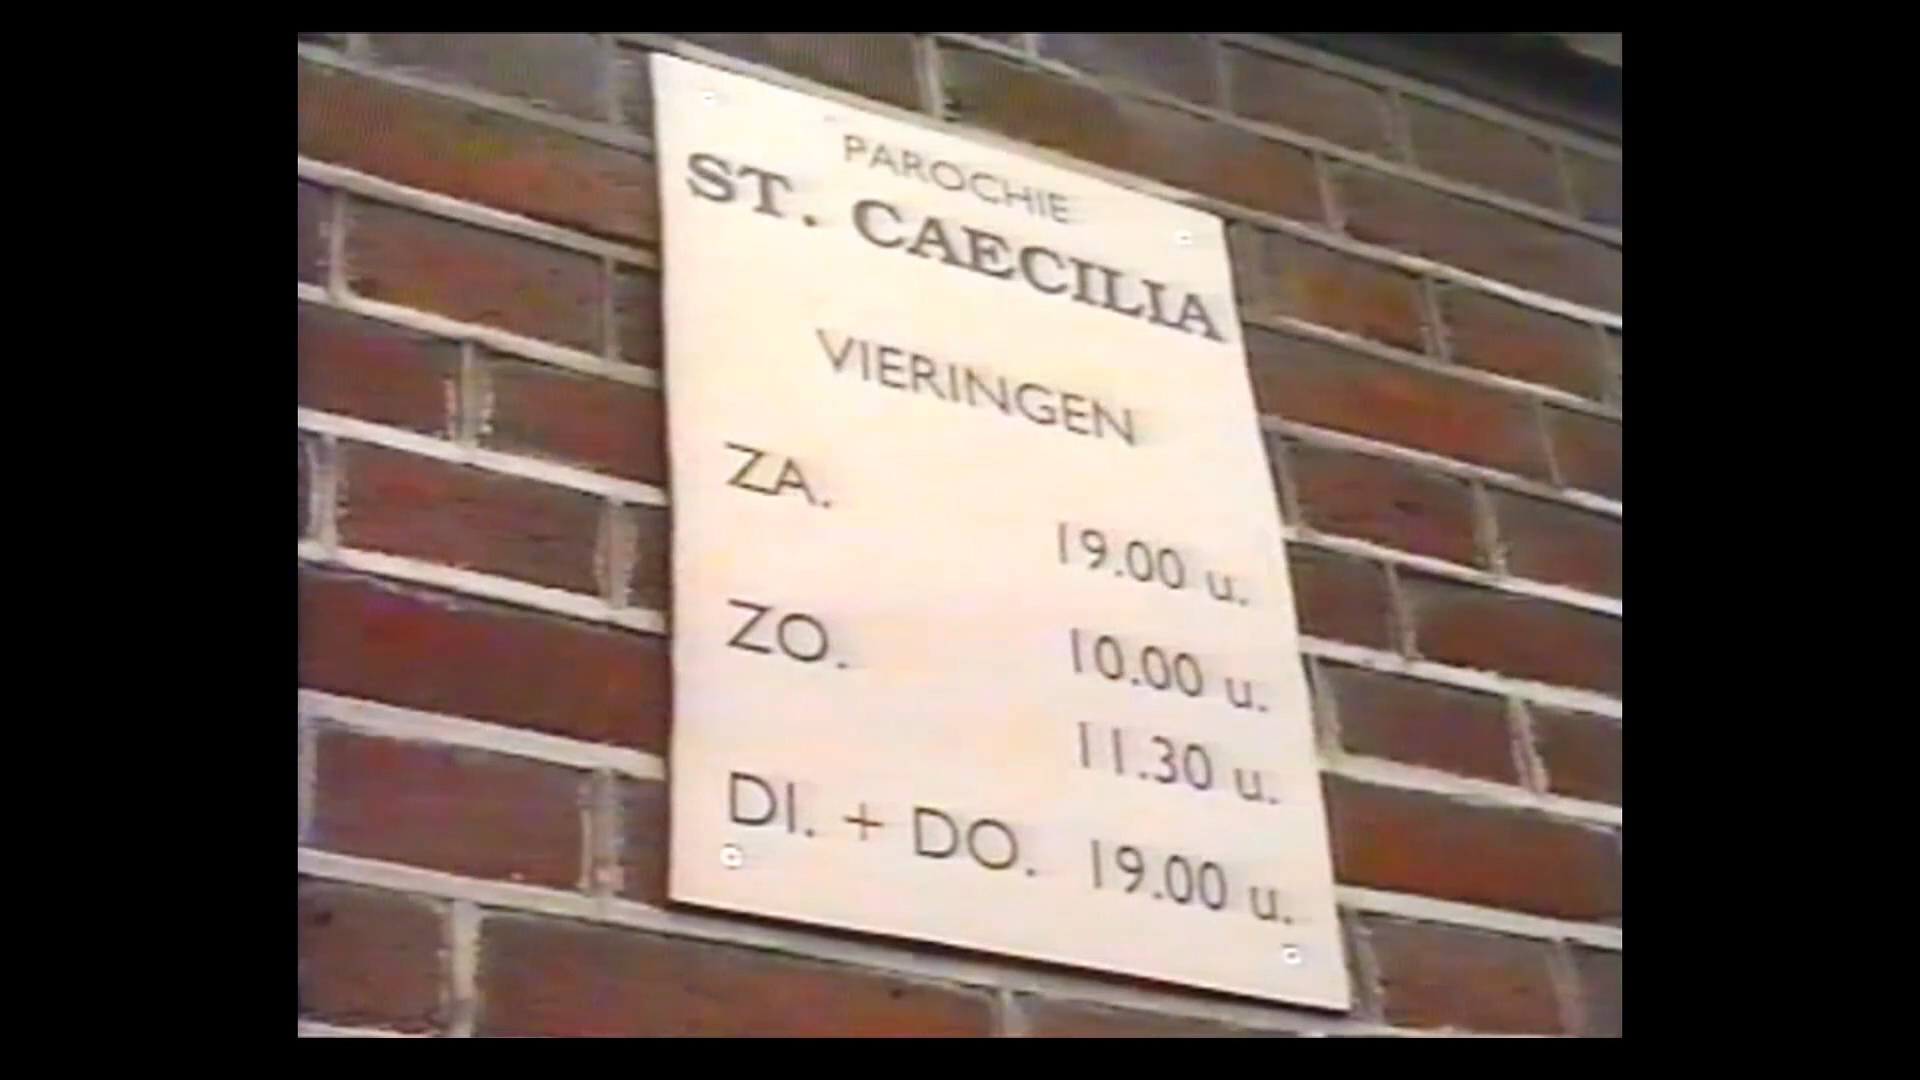 PAROCHIE
ST. CAECILIA
VIERINGEN
ZA.
19.00 u.
ZO. 10.00 u.
11.30 u.
DI. + DO. 19.00 u.